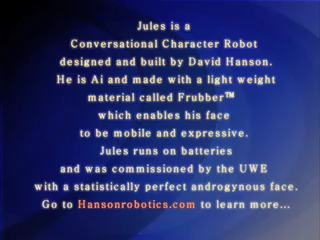 Jules is a
Conversational Character Robot
designed and built by David Hanson.
He is Ai and made with a light weight
material called Frubber™
which enables his face
to be mobile and expressive.
Jules runs on batteries
and was commissioned by the UWE
with a statistically perfect androgynous face.
Go to Hansonrobotics.com to learn more...